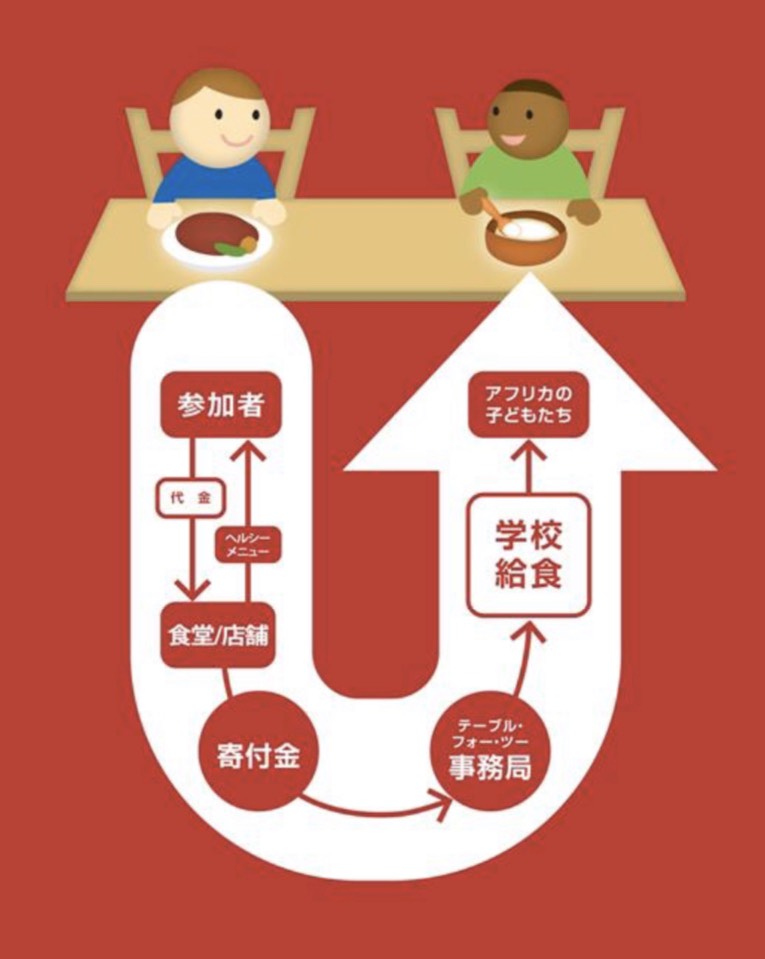 参加者
代 金
ヘルシー
メニュー
食堂/店舗
寄付金
テーブル・
フォー・ツー
事務局
学校
給食
アフリカの
子どもたち